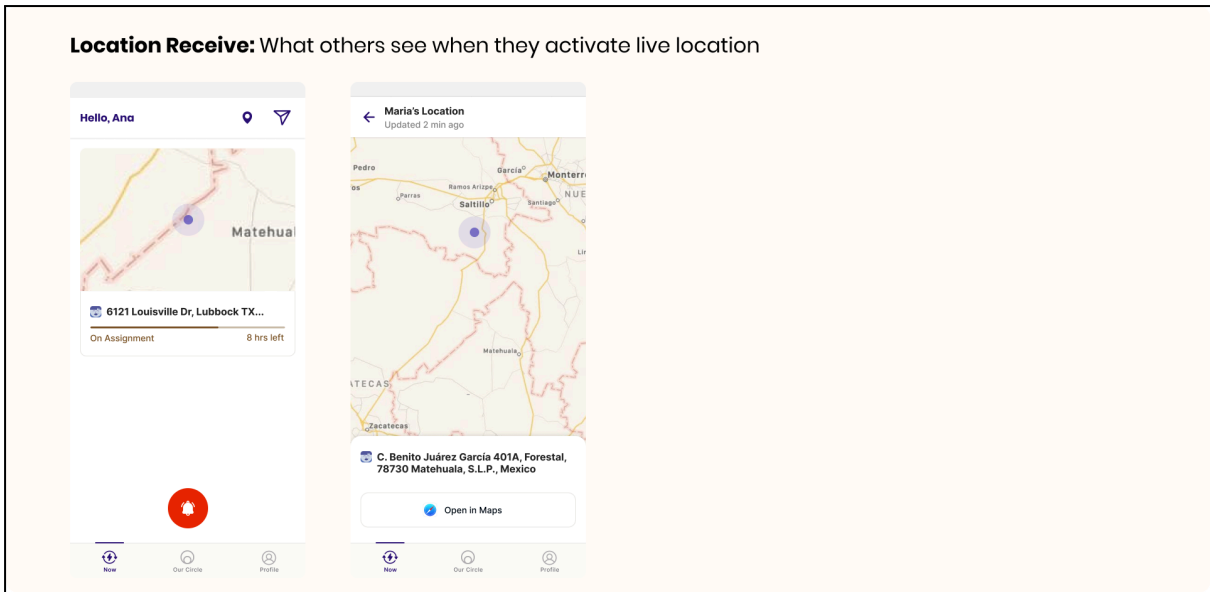 Location Receive: What others see when they activate live location
Hello, Ana
Matehual
6121 Louisville Dr, Lubbock TX...
On Assignment
8 hrs left
Now
Our Circle
Profile
Maria's Location
Updated 2 min ago
Pedro
García
Monterr
os
Ramos Arizpe
NUE
Parras
Saltillo
Santiago
Lin
Matehuala
ATECAS
Zacatecas
C. Benito Juárez García 401A, Forestal,
78730 Matehuala, S.L.P., Mexico
Open in Maps
Now
Our Circle
Profile